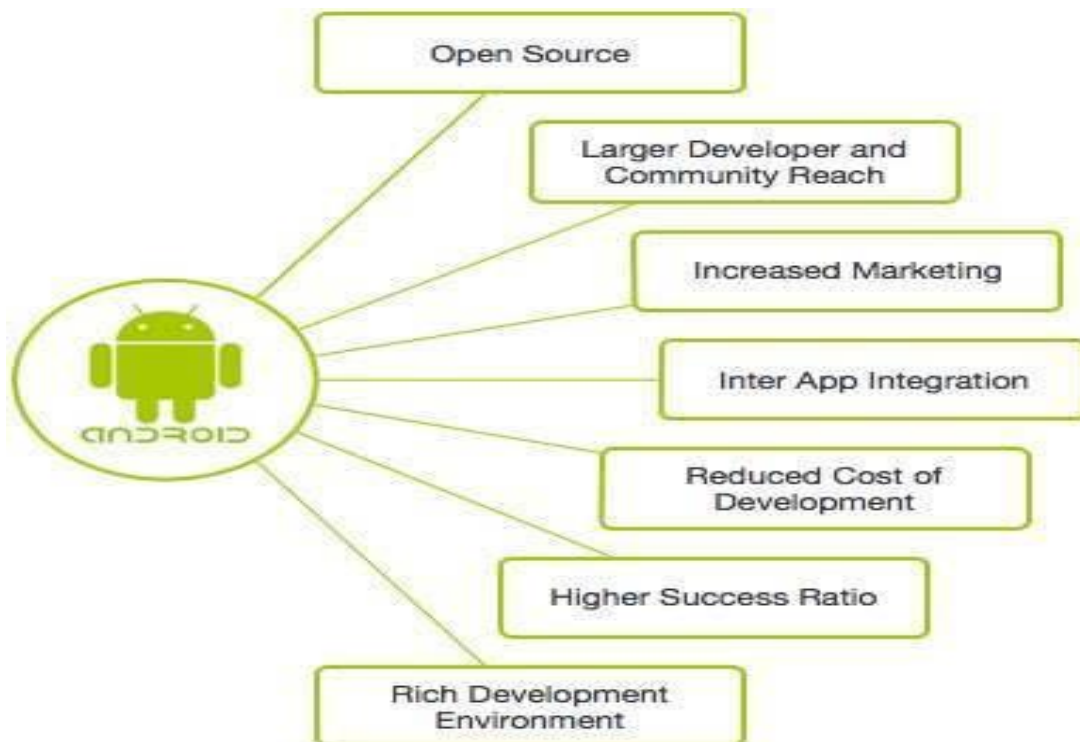 Open Source
Larger Developer and
Community Reach
Increased Marketing
Inter App Integration
ANDROID
Reduced Cost of
Development
Higher Success Ratio
Rich Development
Environment